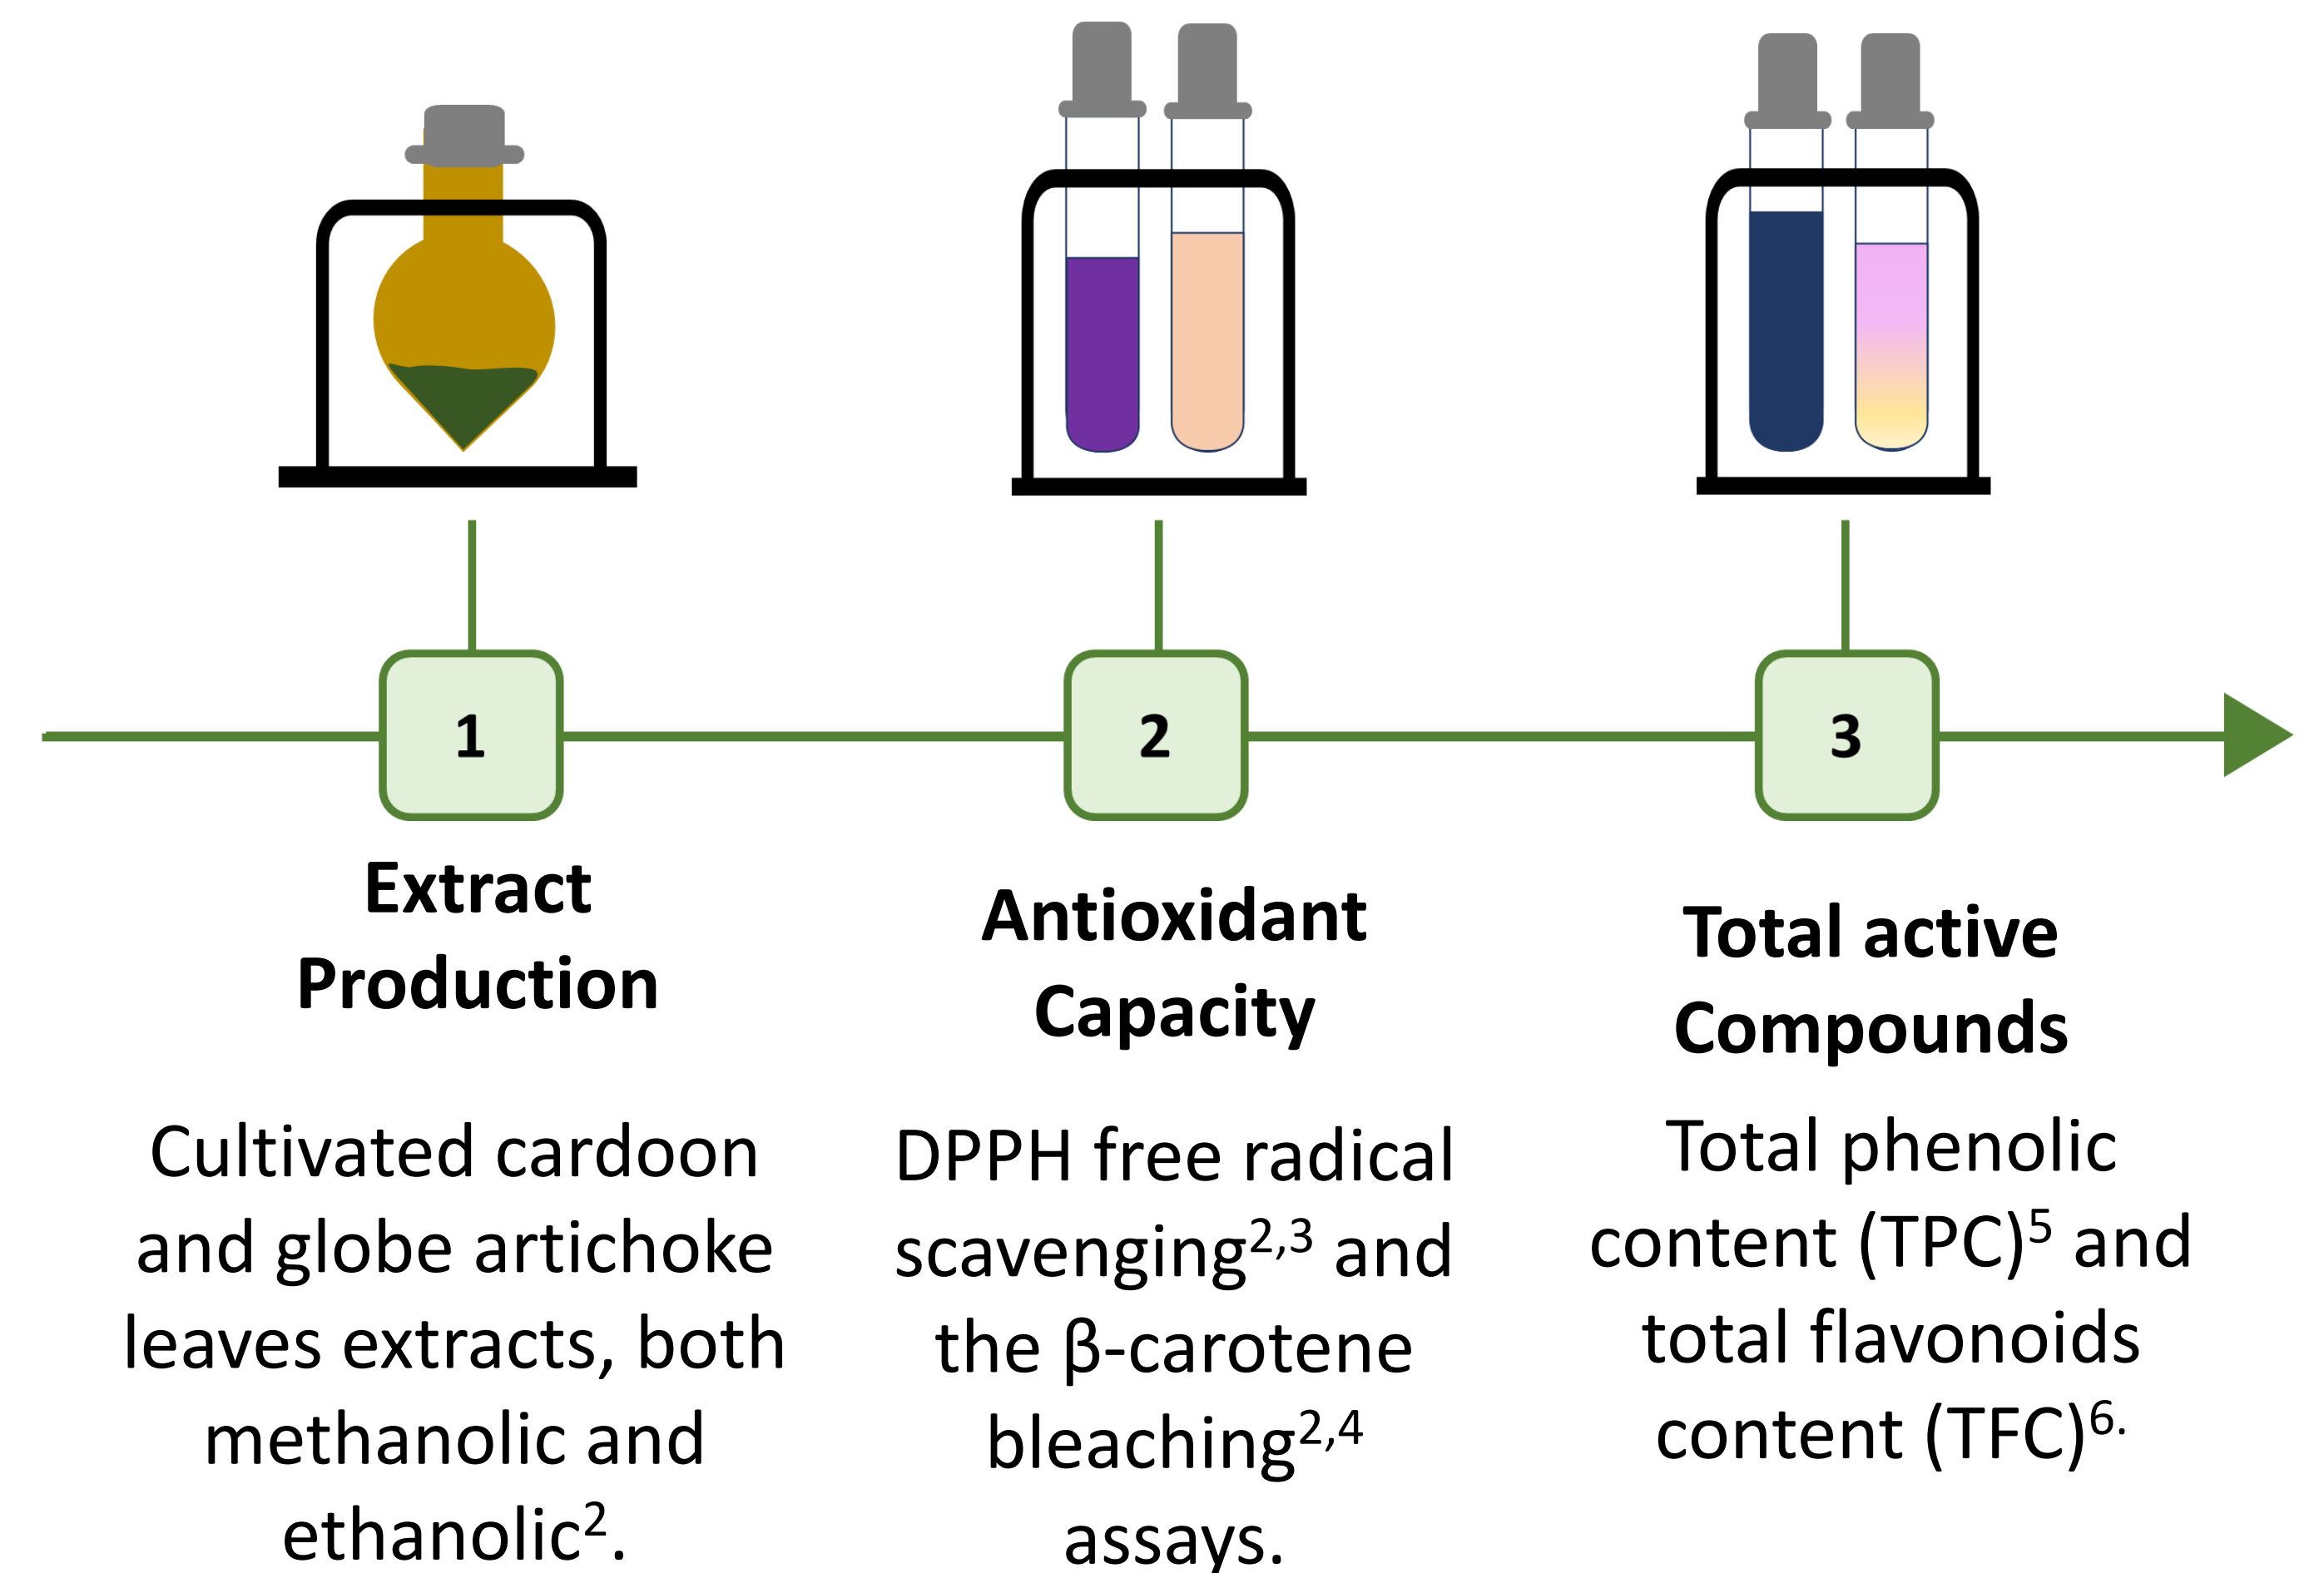 1
2
3
Extract
Production
Cultivated cardoon
and globe artichoke
leaves extracts, both
methanolic and
ethanolic².
Antioxidant
Capacity
DPPH free radical
scavenging²,³ and
the β-carotene
bleaching²,⁴
assays.
Total active
Compounds
Total phenolic
content (TPC)⁵ and
total flavonoids
content (TFC)⁶.